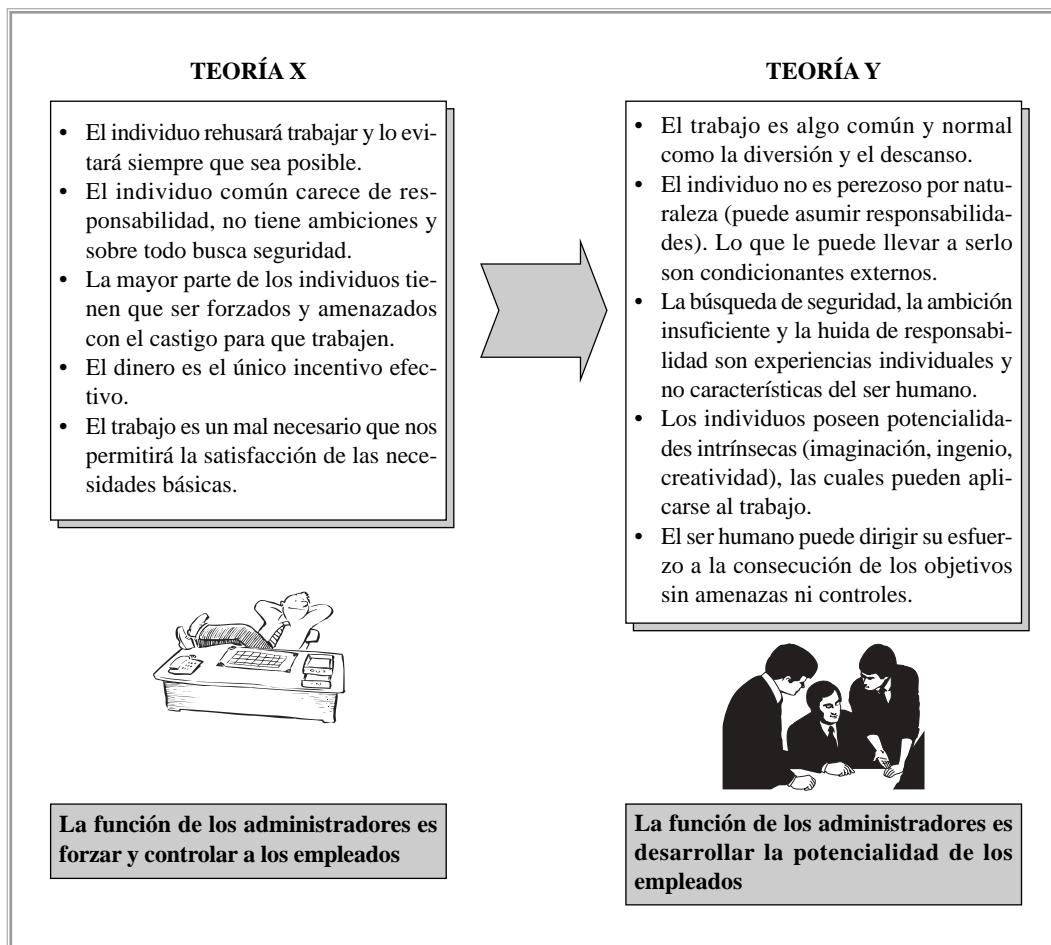 TEORÍA X
• El individuo rehusará trabajar y lo evi-
tará siempre que sea posible.
• El individuo común carece de res-
ponsabilidad, no tiene ambiciones y
sobre todo busca seguridad.
• La mayor parte de los individuos tie-
nen que ser forzados y amenazados
con el castigo para que trabajen.
• El dinero es el único incentivo efec-
tivo.
• El trabajo es un mal necesario que nos
permitirá la satisfacción de las nece-
sidades básicas.
La función de los administradores es
forzar y controlar a los empleados
TEORÍA Y
• El trabajo es algo común y normal
como la diversión y el descanso.
• El individuo no es perezoso por natu-
raleza (puede asumir responsabilida-
des). Lo que le puede llevar a serlo
son condicionantes externos.
• La búsqueda de seguridad, la ambición
insuficiente y la huida de responsabi-
lidad son experiencias individuales y
no características del ser humano.
• Los individuos poseen potencialida-
des intrínsecas (imaginación, ingenio,
creatividad), las cuales pueden apli-
carse al trabajo.
• El ser humano puede dirigir su esfuer-
zo a la consecución de los objetivos
sin amenazas ni controles.
La función de los administradores es
desarrollar la potencialidad de los
empleados